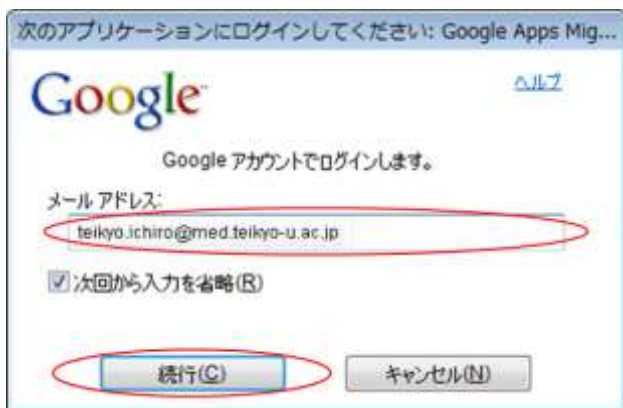 次のアプリケーションにログインしてください: Google Apps Mig...
Google
ヘルプ
Google アカウントでログインします。
メール アドレス:
teikyo.ichiro@med.teikyo-u.ac.jp
次回から入力を省略(R)
続行(C)
キャンセル(N)